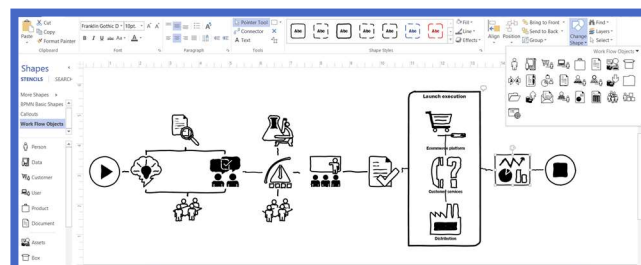 Cut
Copy
Format Painter
Paste
Clipboard
Franklin Gothic D
10pt.
B I U abc Aa A
Font
Paragraph
Pointer Tool
Connector
A Text
Tools
Abc Abc Abc Abc Abc Abc
Shape Styles
Fill
Line
Effects
Align Position
Bring to Front
Send to Back
Group
Change Shape
Find
Layers
Select
Work Flow Objects
Shapes
STENCILS SEARCH
More Shapes
BPMN Basic Shapes
Callouts
Work Flow Objects
Person
Data
Customer
User
Product
Document
Assets
Box
Launch execution
Ecommerce platform
Customer services
Distribution